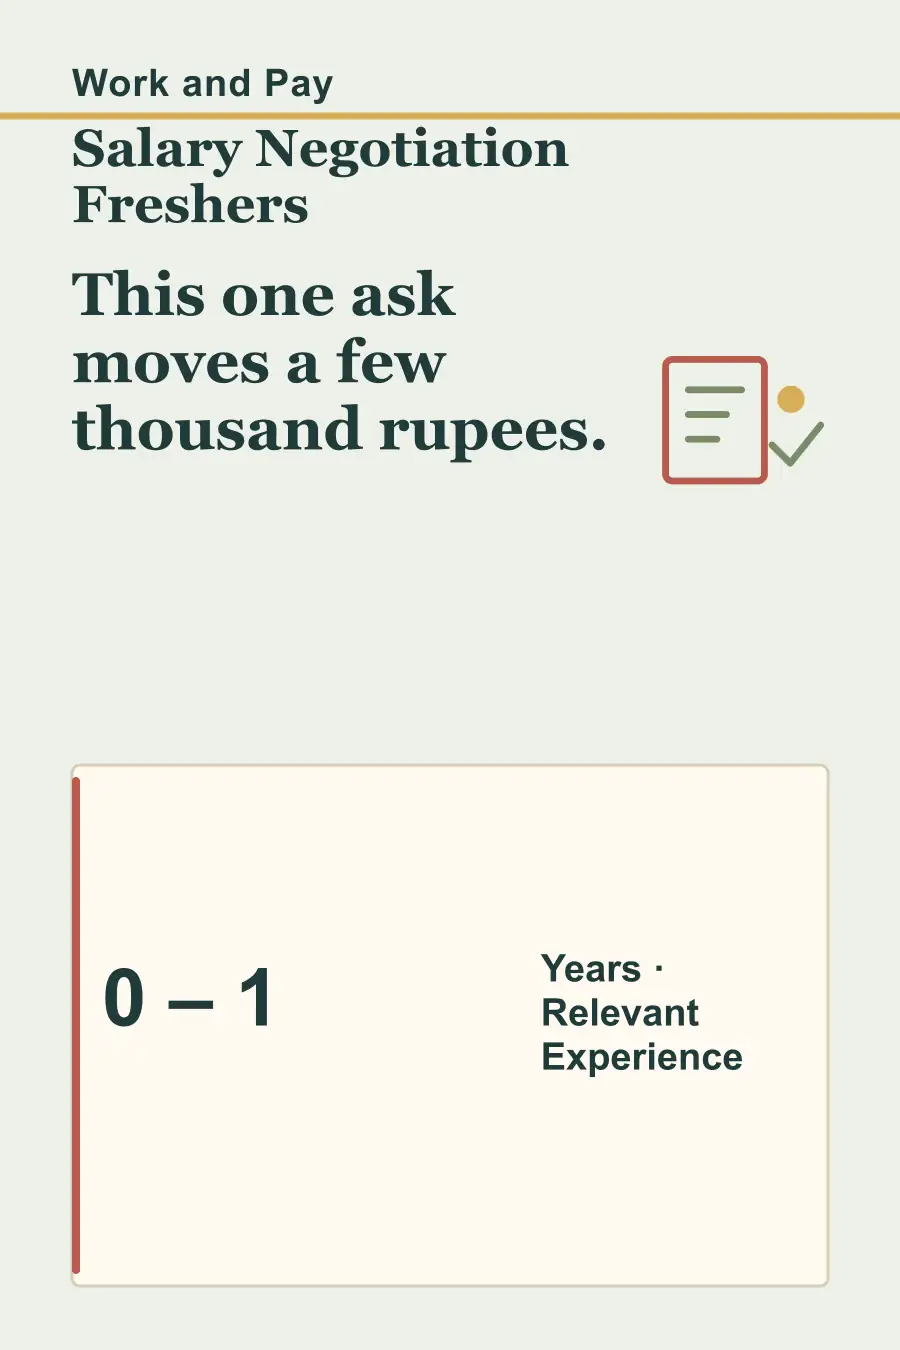 Work and Pay
Salary Negotiation
Freshers
This one ask
moves a few
thousand rupees.
0 – 1
Years ·
Relevant
Experience